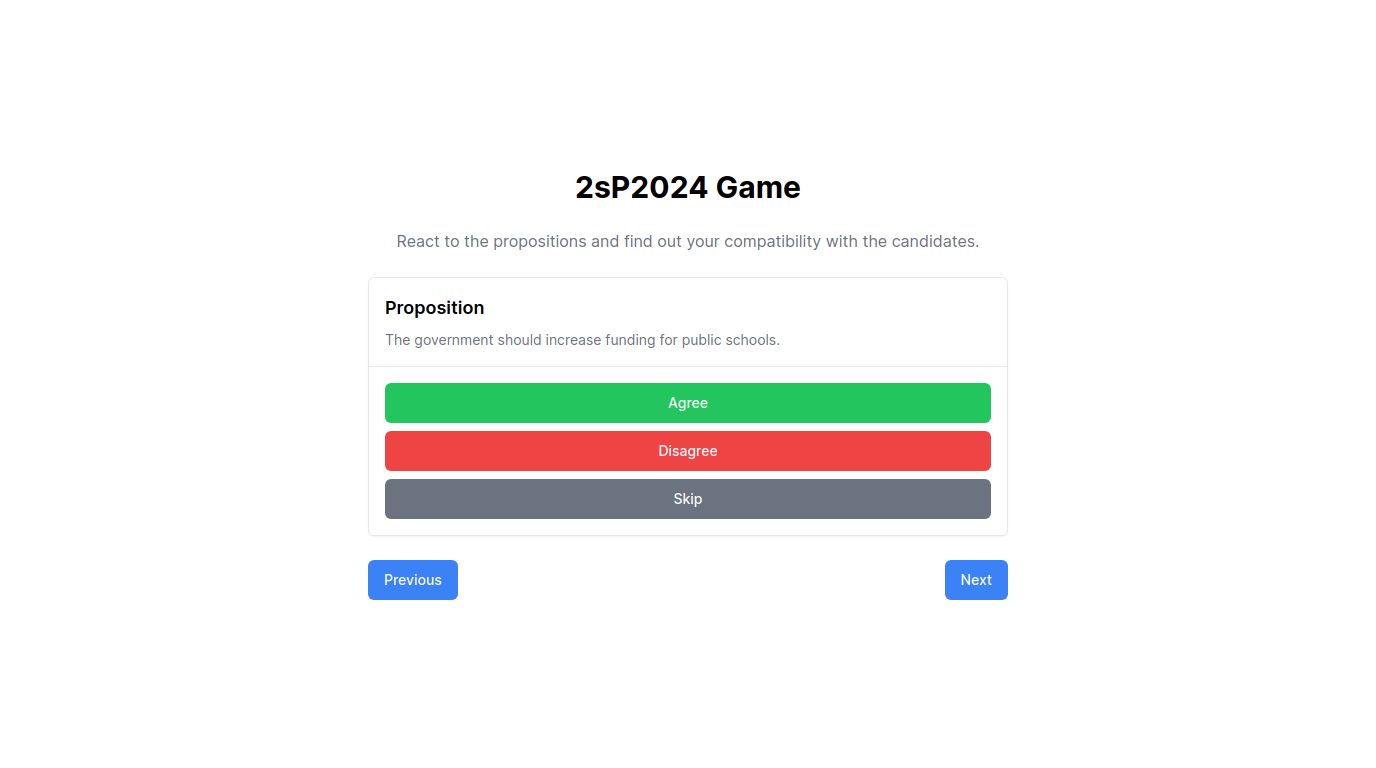 2sP2024 Game
React to the propositions and find out your compatibility with the candidates.
Proposition
The government should increase funding for public schools.
Agree
Disagree
Skip
Previous
Next